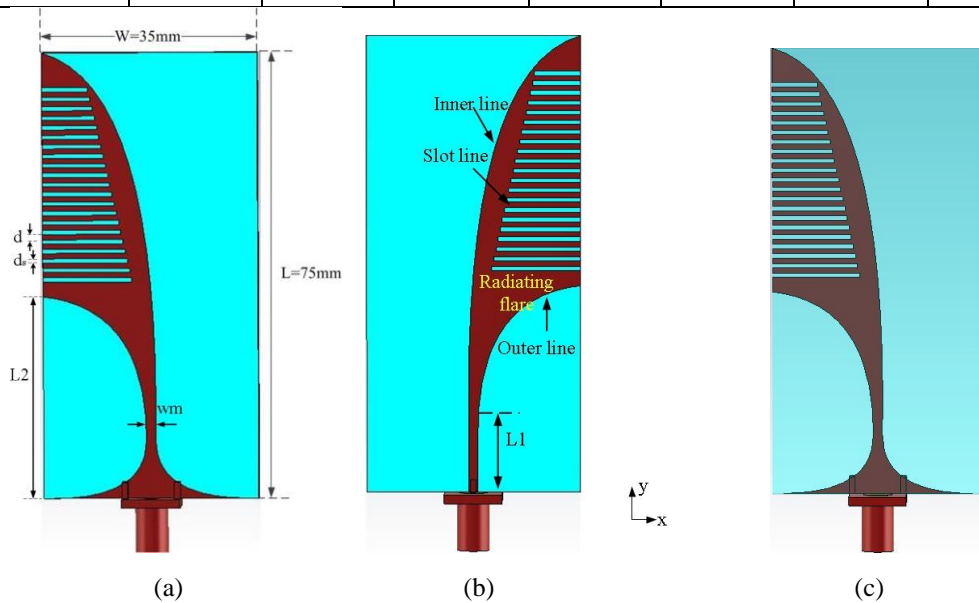 W=35mm
Inner line
Slot line
d
ds
L=75mm
Radiating
flare
Outer line
L2
wm
L1
y
x
(a)
(b)
(c)